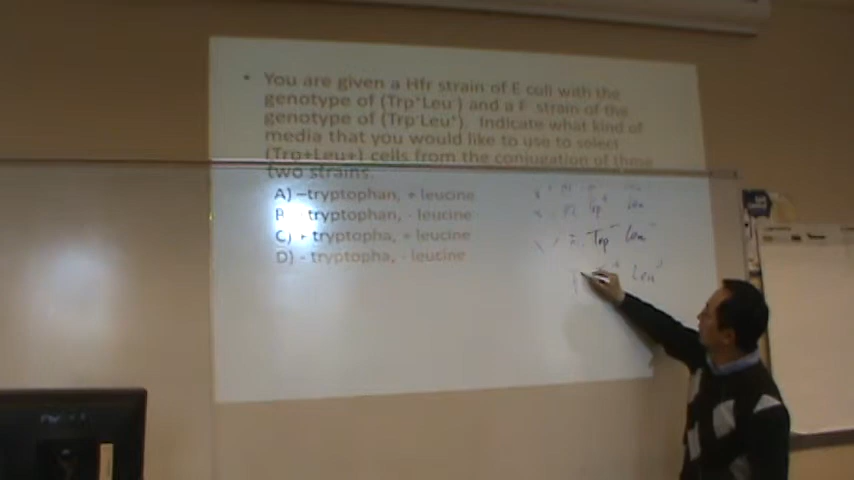 • You are given a Hfr strain of E coli with the
genotype of (Trp⁺Leu⁻) and a F⁻ strain of the
genotype of (Trp⁻Leu⁺). Indicate what kind of
media that you would like to use to select
(Trp+Leu+) cells from the conjugation of these
two strains.
A) –tryptophan, + leucine
B) -tryptophan, - leucine
C) + tryptopha, + leucine
D) - tryptopha, - leucine
Trp Leu
Trp⁻ Leu⁻
Leu